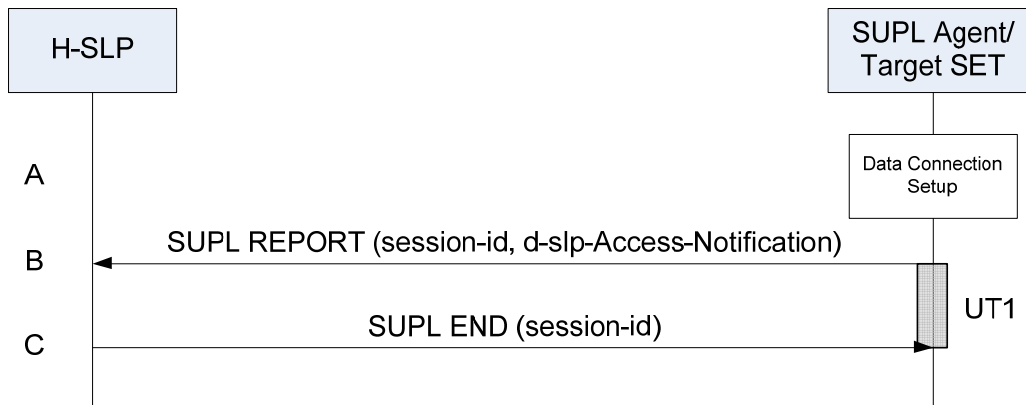 H-SLP
SUPL Agent/
Target SET
A
Data Connection
Setup
SUPL REPORT (session-id, d-slp-Access-Notification)
B
UT1
SUPL END (session-id)
C